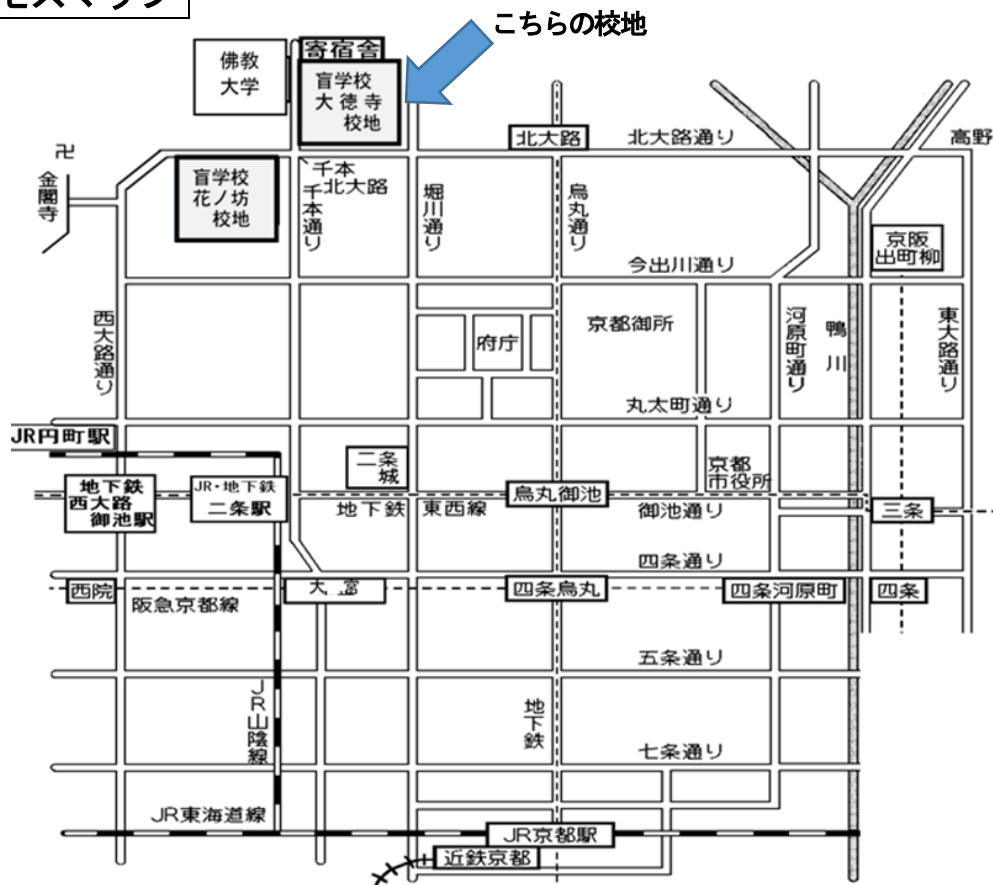 こちらの校地
佛教
大学
寄宿舎
盲学校
大徳寺
校地
北大路
北大路通り
高野
卍
金閣寺
盲学校
花ノ坊
校地
千本
北大路
千本通り
堀川通り
烏丸通り
京阪
出町柳
今出川通り
西大路通り
府庁
京都御所
河原町通り
鴨川
東大路通り
丸太町通り
JR円町駅
二条
城
京都
市役所
地下鉄
西大路
御池駅
JR・地下鉄
二条駅
地下鉄
東西線
烏丸御池
御池通り
三条
四条通り
西院
阪急京都線
四条烏丸
四条河原町
四条
五条通り
JR山陰線
地下鉄
七条通り
JR東海道線
JR京都駅
近鉄京都